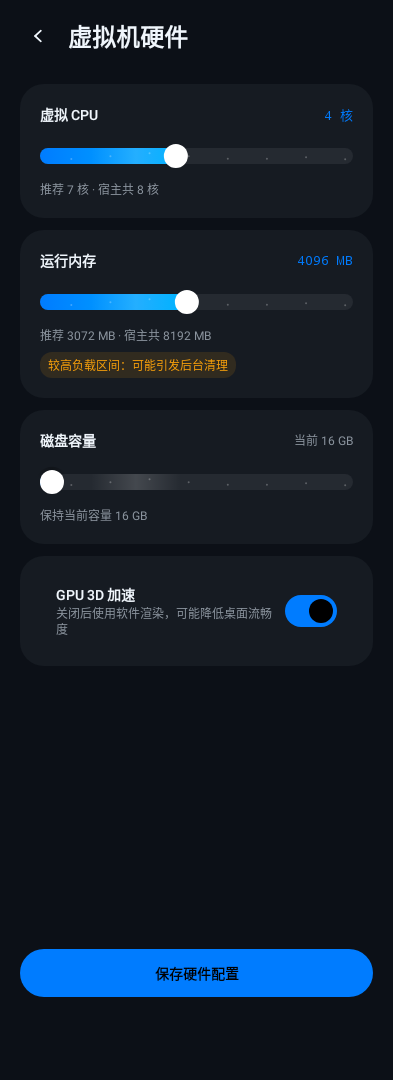 虚拟机硬件
虚拟 CPU
4 核
推荐 7 核 · 宿主共 8 核
运行内存
4096 MB
推荐 3072 MB · 宿主共 8192 MB
较高负载区间：可能引发后台清理
磁盘容量
当前 16 GB
保持当前容量 16 GB
GPU 3D 加速
关闭后使用软件渲染，可能降低桌面流畅
度
保存硬件配置